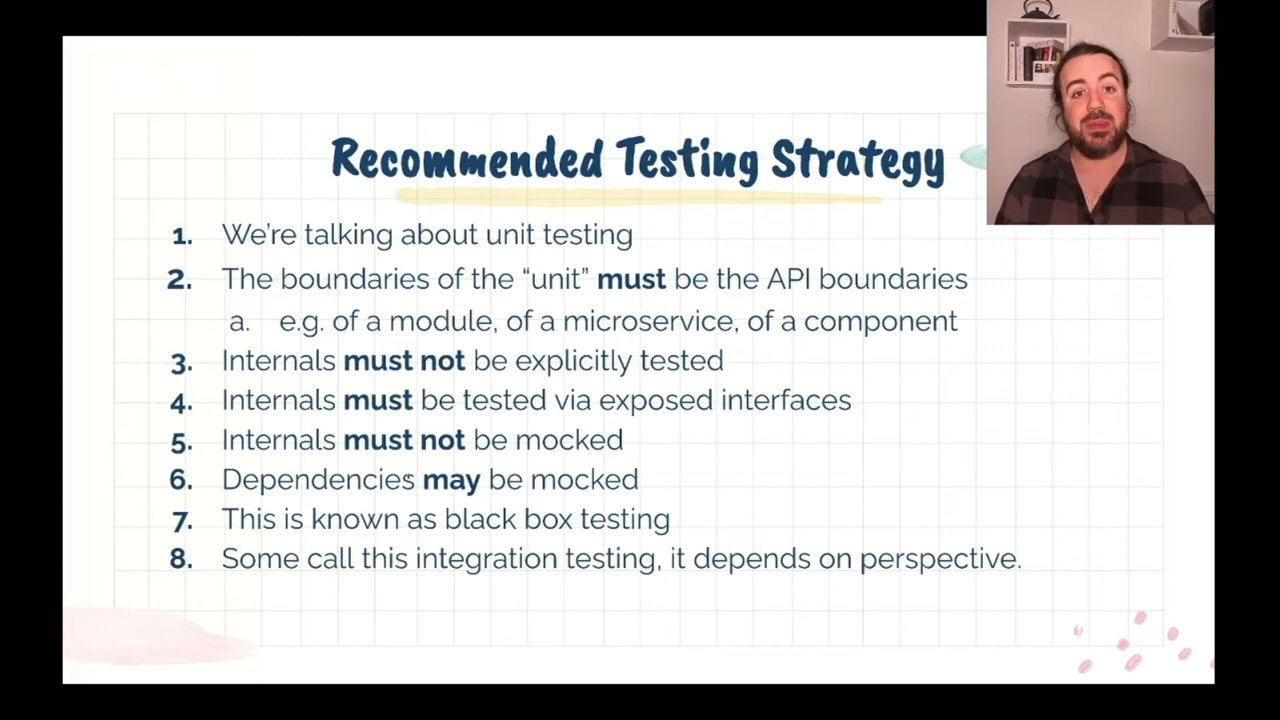 Recommended Testing Strategy
1. We're talking about unit testing
2. The boundaries of the “unit” must be the API boundaries
a. e.g. of a module, of a microservice, of a component
3. Internals must not be explicitly tested
4. Internals must be tested via exposed interfaces
5. Internals must not be mocked
6. Dependencies may be mocked
7. This is known as black box testing
8. Some call this integration testing, it depends on perspective.